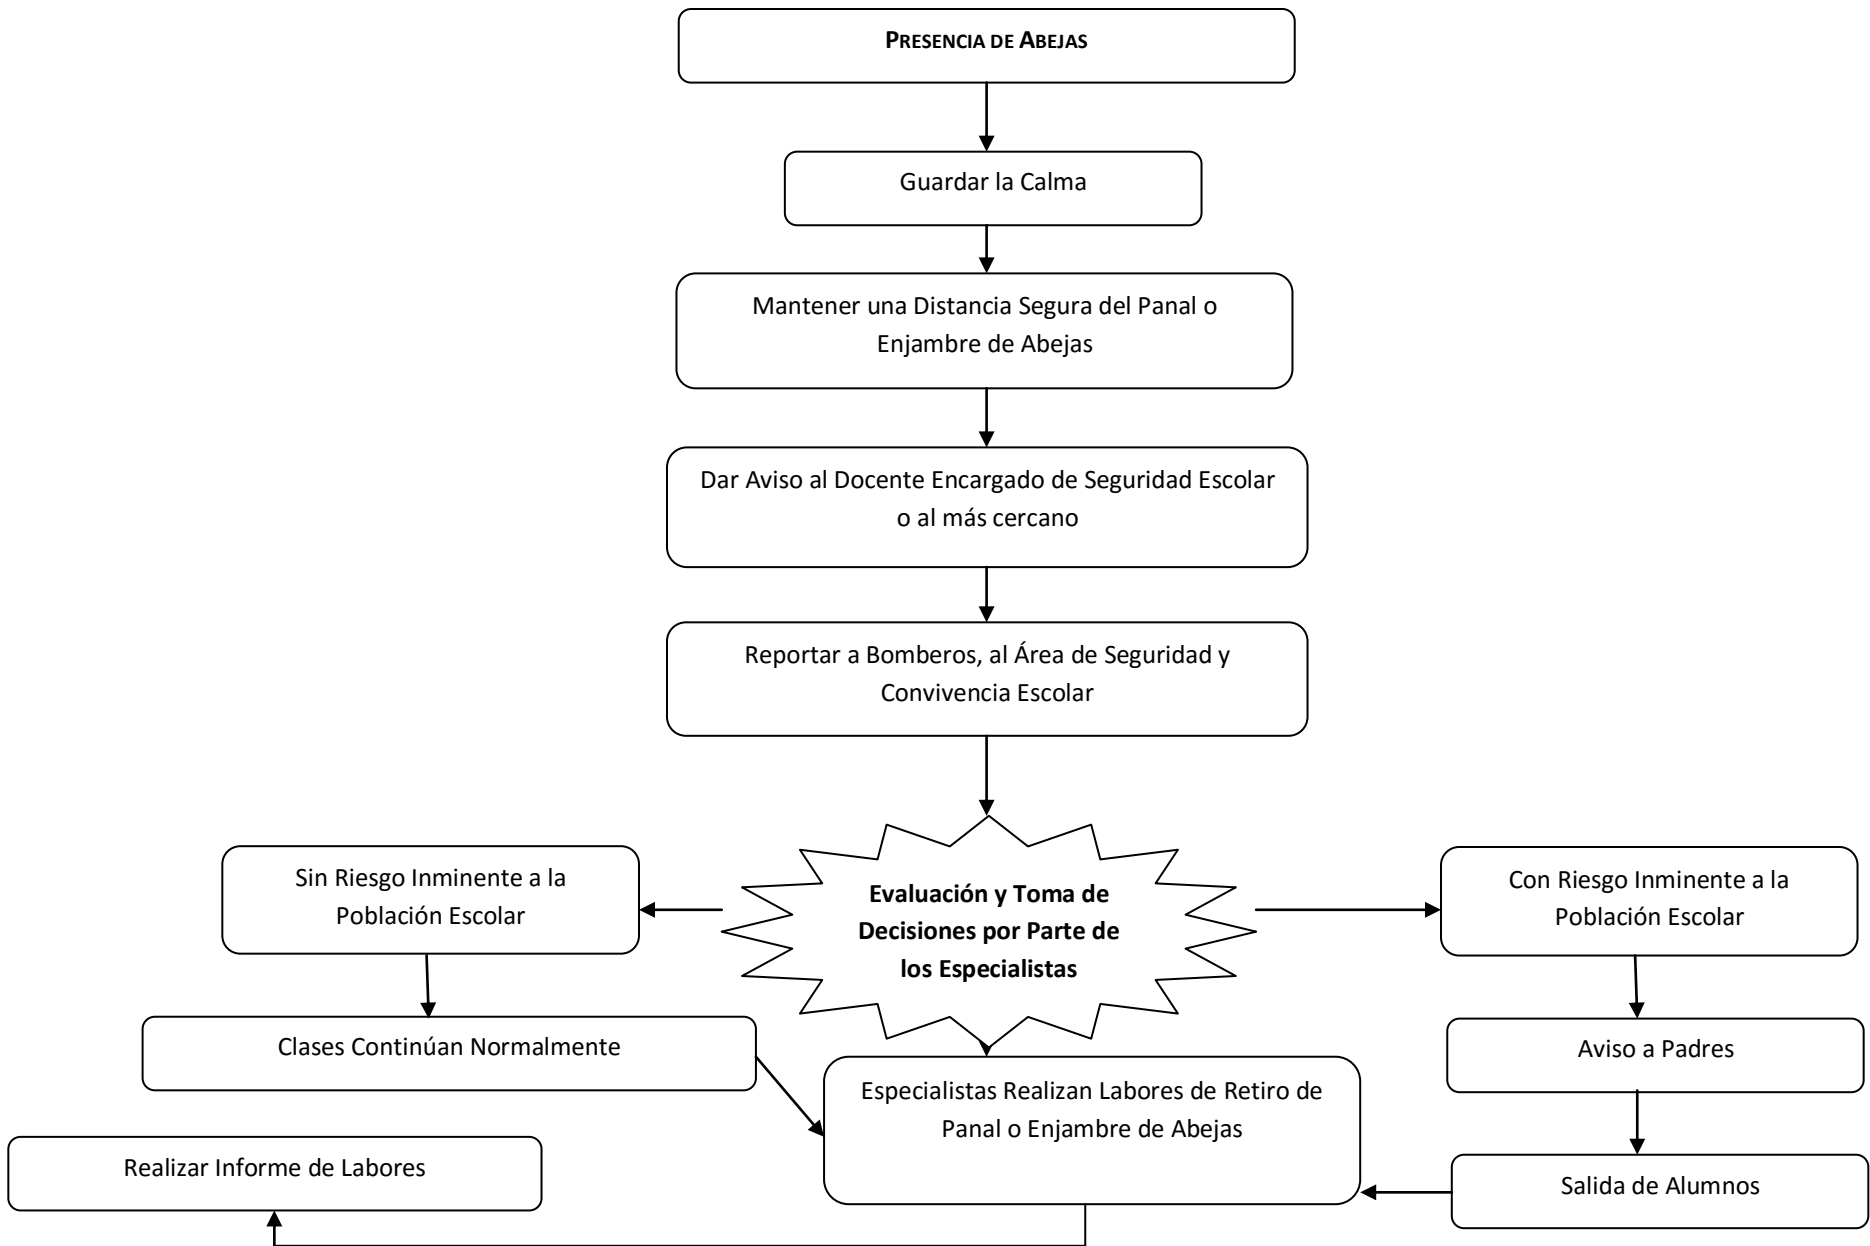 PRESENCIA DE ABEJAS
Guardar la Calma
Mantener una Distancia Segura del Panal o
Enjambre de Abejas
Dar Aviso al Docente Encargado de Seguridad Escolar
o al más cercano
Reportar a Bomberos, al Área de Seguridad y
Convivencia Escolar
Evaluación y Toma de
Decisiones por Parte de
los Especialistas
Sin Riesgo Inminente a la
Población Escolar
Con Riesgo Inminente a la
Población Escolar
Clases Continúan Normalmente
Aviso a Padres
Especialistas Realizan Labores de Retiro de
Panal o Enjambre de Abejas
Realizar Informe de Labores
Salida de Alumnos